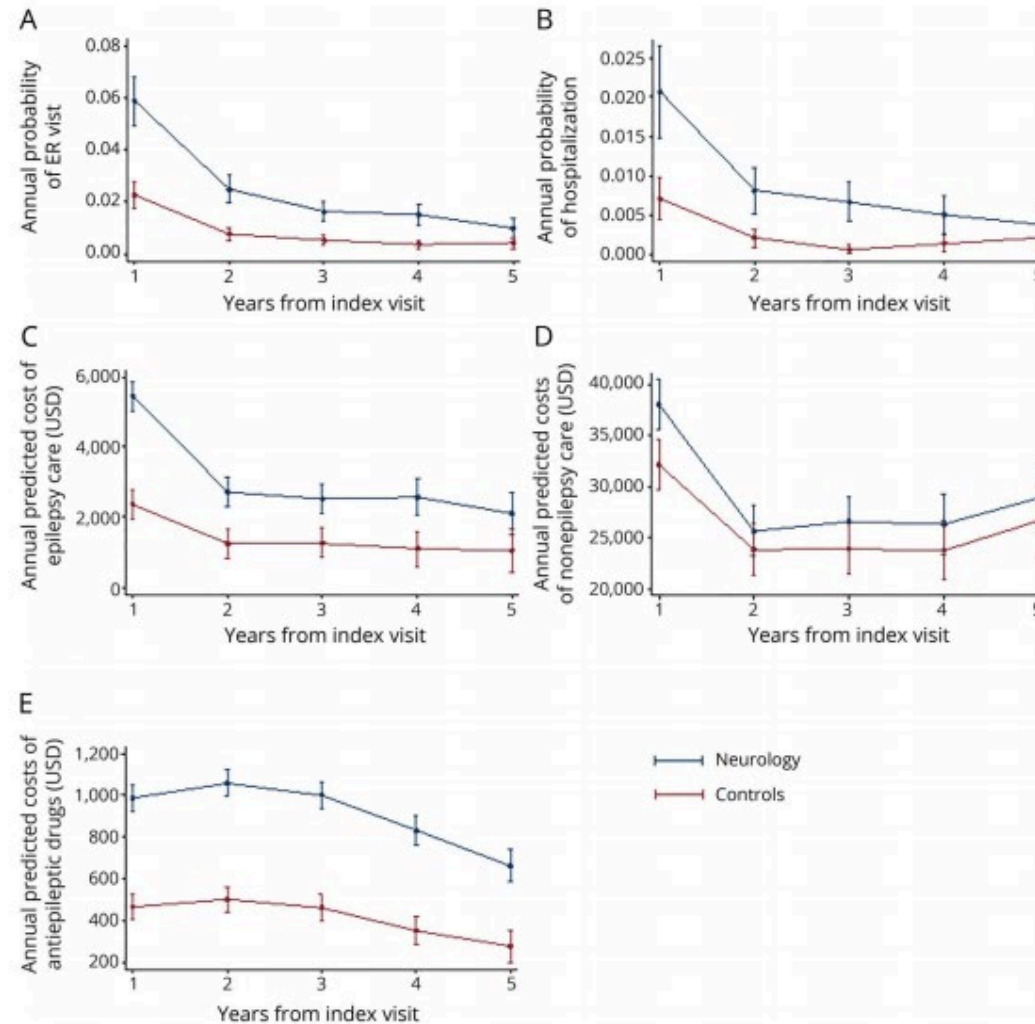 A
B
Annual probability
of ER vist
0.08
0.06
0.04
0.02
0.00
1 2 3 4 5
Years from index visit
Annual probability
of hospitalization
0.025
0.020
0.015
0.010
0.005
0.000
1 2 3 4
Years from index visit
C
D
Annual predicted cost of
epilepsy care (USD)
6,000
4,000
2,000
0
1 2 3 4 5
Years from index visit
Annual predicted costs
of nonepilepsy care (USD)
40,000
35,000
30,000
25,000
20,000
1 2 3 4
Years from index visit
E
Annual predicted costs of
antiepileptic drugs (USD)
1,200
1,000
800
600
400
200
1 2 3 4 5
Years from index visit
Neurology
Controls